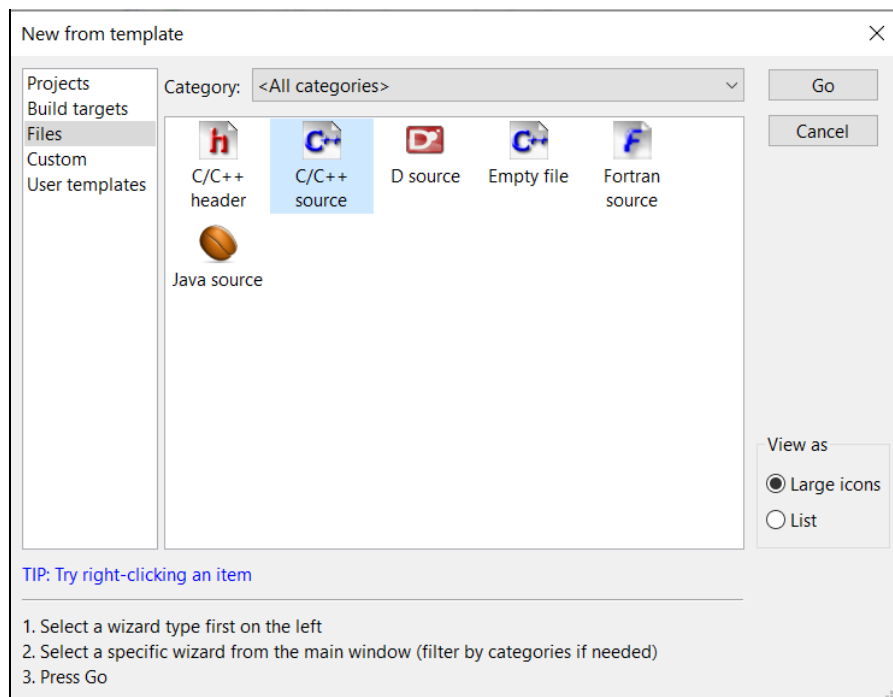 New from template
Projects
Build targets
Files
Custom
User templates
Category: <All categories>
Go
Cancel
C/C++ header
C/C++ source
D source
Empty file
Fortran source
Java source
View as
Large icons
List
TIP: Try right-clicking an item
1. Select a wizard type first on the left
2. Select a specific wizard from the main window (filter by categories if needed)
3. Press Go